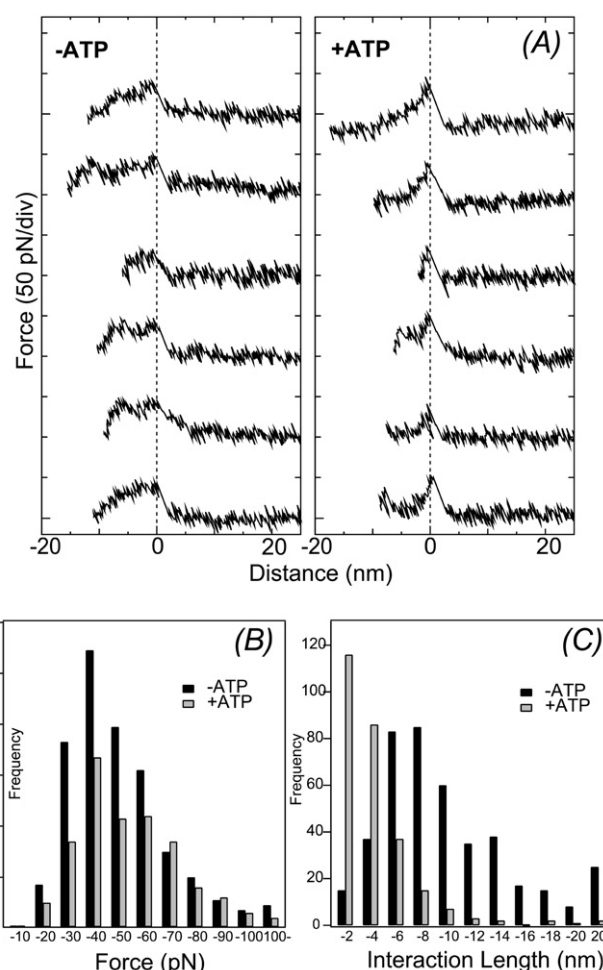 -ATP
+ATP
(A)
Force (50 pN/div)
-20 0 20
-20 0 20
Distance (nm)
(B)
-ATP
+ATP
Frequency
-10 -20 -30 -40 -50 -60 -70 -80 -90 -100 100-
Force (pN)
(C)
120
100
80
60
40
20
0
-ATP
+ATP
Frequency
-2 -4 -6 -8 -10 -12 -14 -16 -18 -20
Interaction Length (nm)